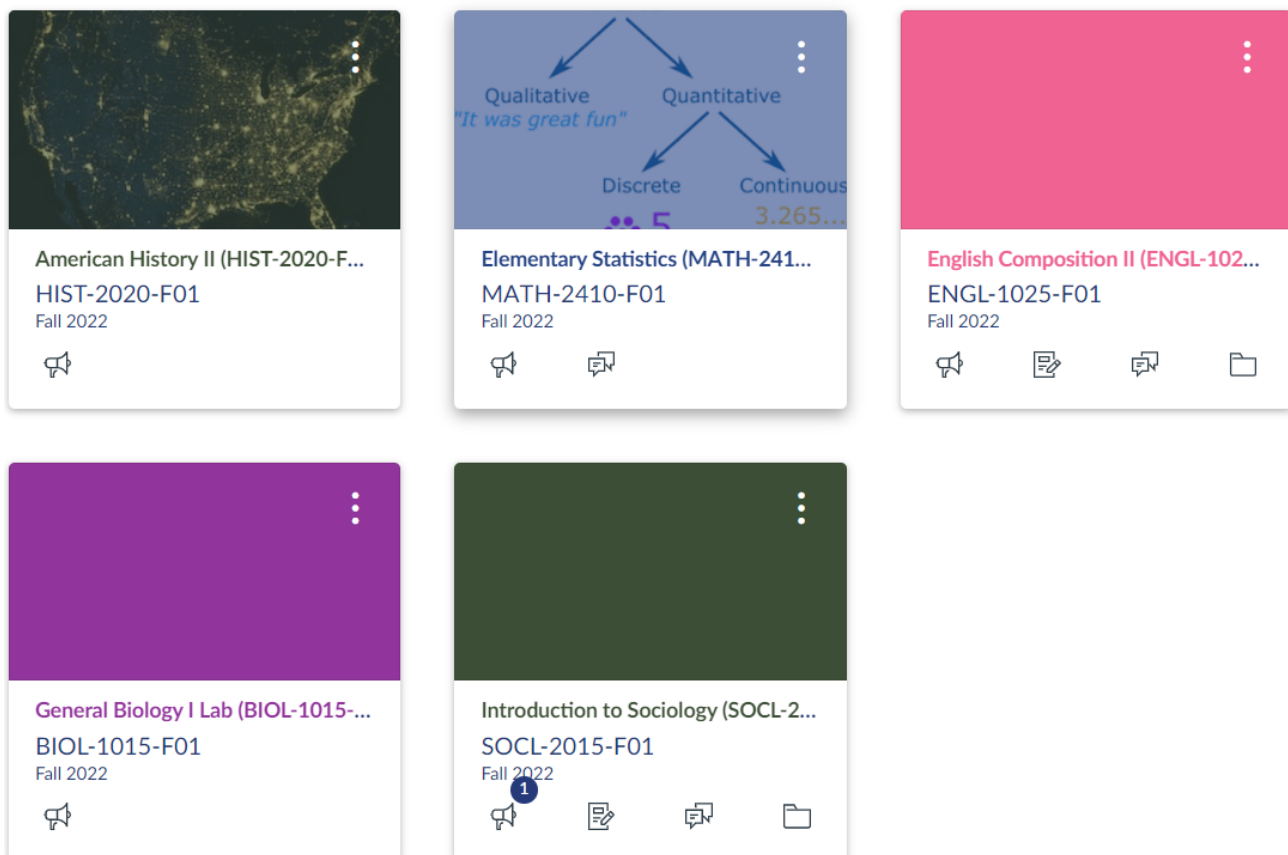 Qualitative Quantitative
"It was great fun"
Discrete Continuous
5 3.265...
American History II (HIST-2020-F...
HIST-2020-F01
Fall 2022
Elementary Statistics (MATH-241...
MATH-2410-F01
Fall 2022
English Composition II (ENGL-102...
ENGL-1025-F01
Fall 2022
General Biology I Lab (BIOL-1015-...
BIOL-1015-F01
Fall 2022
Introduction to Sociology (SOCL-2...
SOCL-2015-F01
Fall 2022
1